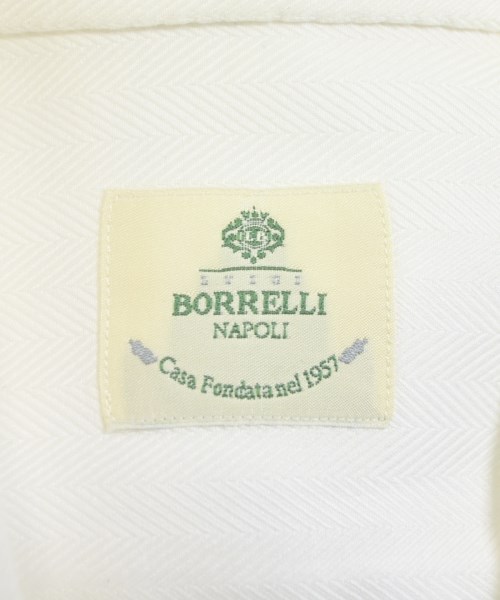 LUIGI
BORRELLI
NAPOLI
Casa Fondata nel 1957